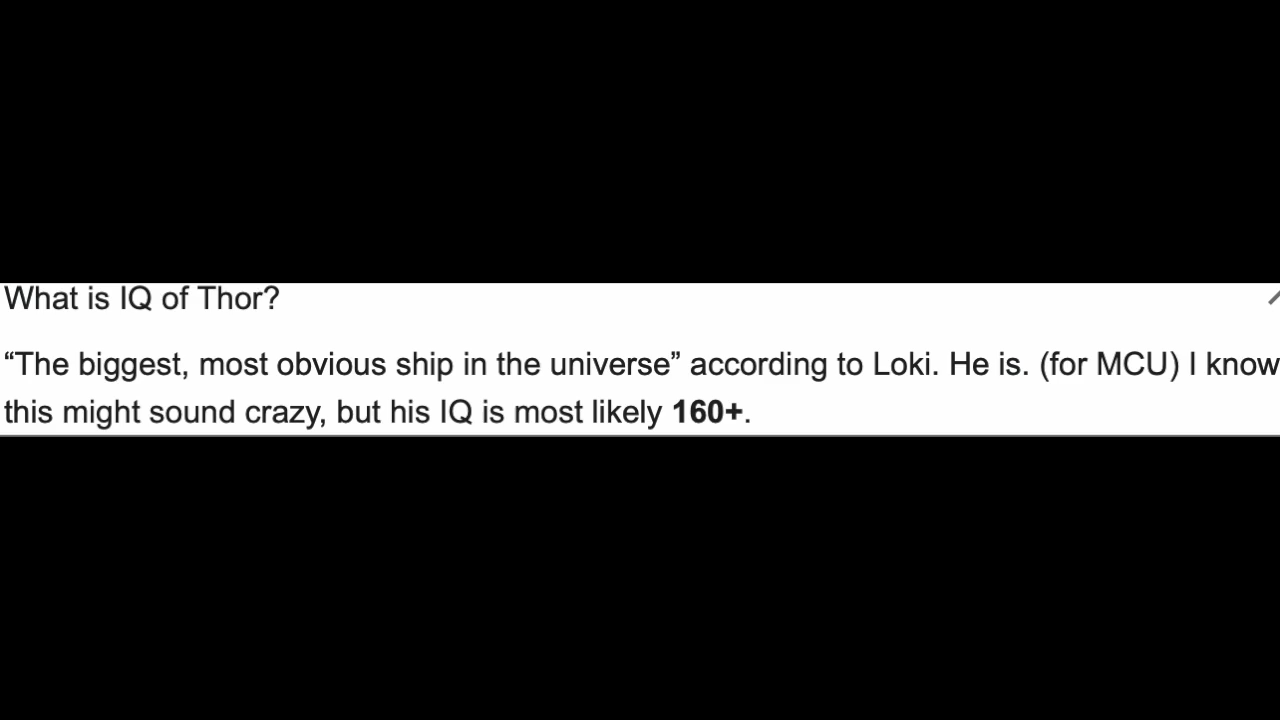 What is IQ of Thor?
“The biggest, most obvious ship in the universe” according to Loki. He is. (for MCU) I know
this might sound crazy, but his IQ is most likely 160+.